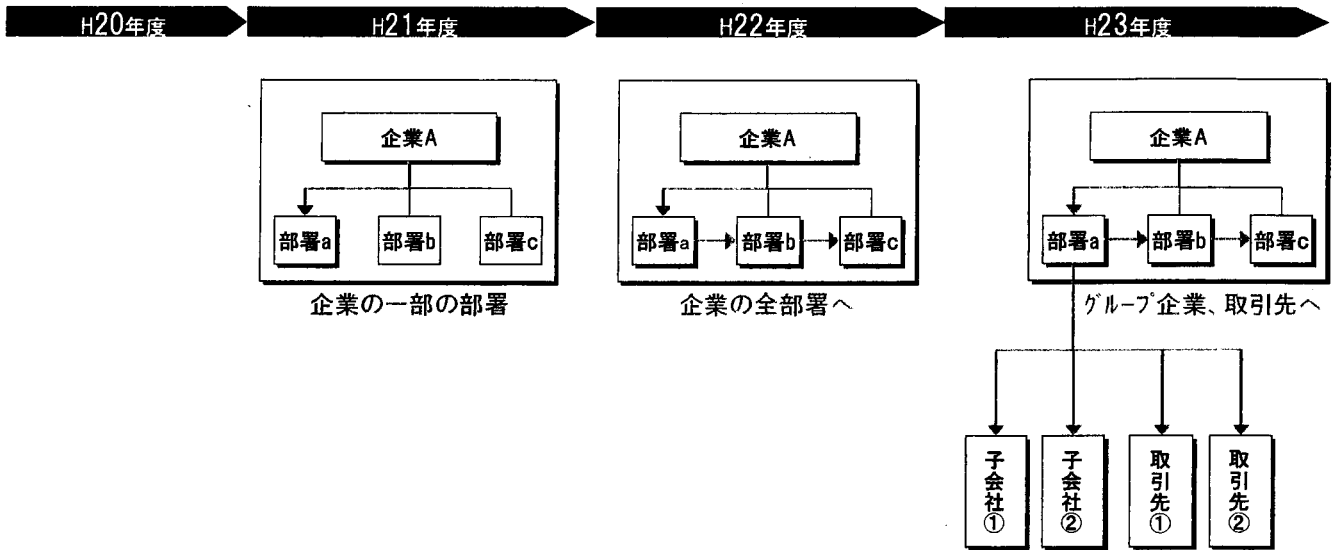 H20年度
H21年度
H22年度
H23年度
企業A
部署a
部署b
部署c
企業の一部の部署
企業A
部署a
部署b
部署c
企業の全部署へ
企業A
部署a
部署b
部署c
グループ企業、取引先へ
子会社①
子会社②
取引先①
取引先②